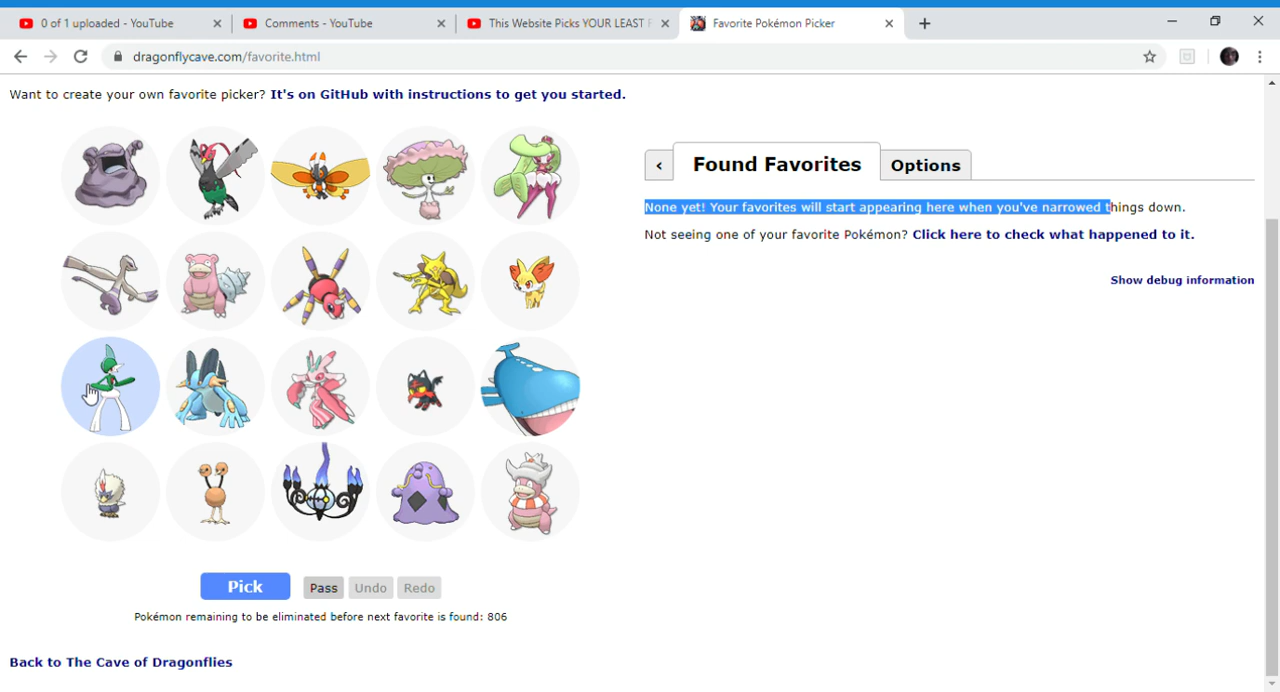 0 of 1 uploaded - YouTube
Comments - YouTube
This Website Picks YOUR LEAST F
Favorite Pokémon Picker
dragonflycave.com/favorite.html
Want to create your own favorite picker? It's on GitHub with instructions to get you started.
‹
Found Favorites
Options
None yet! Your favorites will start appearing here when you've narrowed things down.
Not seeing one of your favorite Pokémon? Click here to check what happened to it.
Show debug information
Pick
Pass
Undo
Redo
Pokémon remaining to be eliminated before next favorite is found: 806
Back to The Cave of Dragonflies